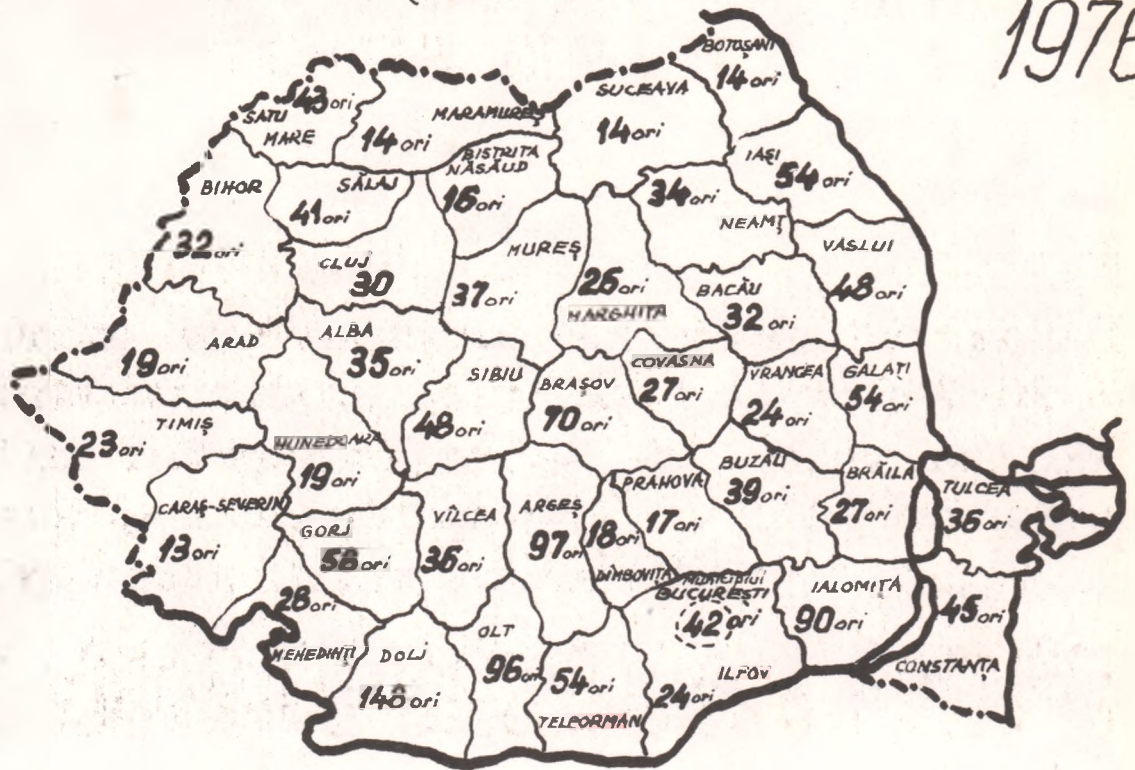 1976
BOTOȘANI
14 ori
SUCEAVA
14 ori
SATU
MARE
43 ori
MARAMUREȘ
14 ori
BISTRIȚA
NĂSĂUD
16 ori
IAȘI
54 ori
BIHOR
32 ori
SĂLAJ
41 ori
34 ori
NEAMȚ
CLUJ
30
MUREȘ
37 ori
26 ori
MARGHITA
BACĂU
32 ori
VASLUI
48 ori
ARAD
19 ori
ALBA
35 ori
SIBIU
48 ori
BRAȘOV
70 ori
COVASNA
27 ori
VRANCEA
24 ori
GALAȚI
54 ori
TIMIȘ
23 ori
HUNEDOARA
19 ori
CARAȘ-SEVERIN
13 ori
GORJ
58 ori
VÎLCEA
36 ori
ARGEȘ
97 ori
18 ori
DÎMBOVIȚA
PRAHOVA
17 ori
BUZĂU
39 ori
BRĂILA
27 ori
TULCEA
36 ori
28 ori
MEHEDINȚI
DOLJ
148 ori
OLT
96 ori
54 ori
TELEORMAN
Municipiul
BUCUREȘTI
42 ori
ILFOV
24 ori
IALOMIȚA
90 ori
45 ori
CONSTANȚA